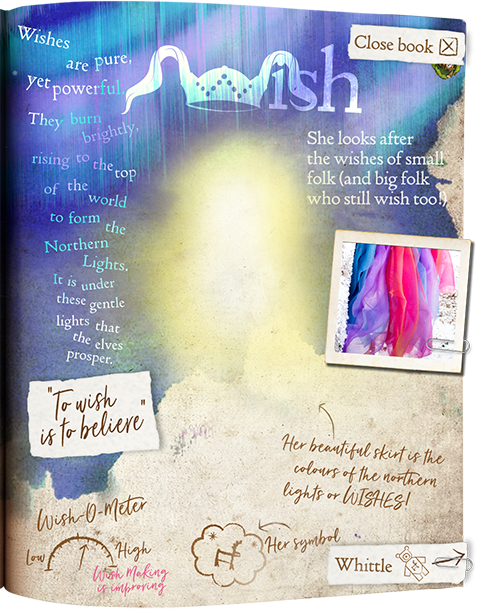 Wishes
are pure,
yet powerful.
They burn
brightly,
rising to the top
of the world
to form the
Northern
Lights.
It is under
these gentle
lights that
the elves
prosper.
Close book
Wish
She looks after
the wishes of small
folk (and big folk
who still wish too!)
"To wish
is to believe"
Her beautiful skirt is the
colours of the northern
lights or WISHES!
Wish-O-Meter
Low
High
Wish Making
is improving
Her symbol
Whittle